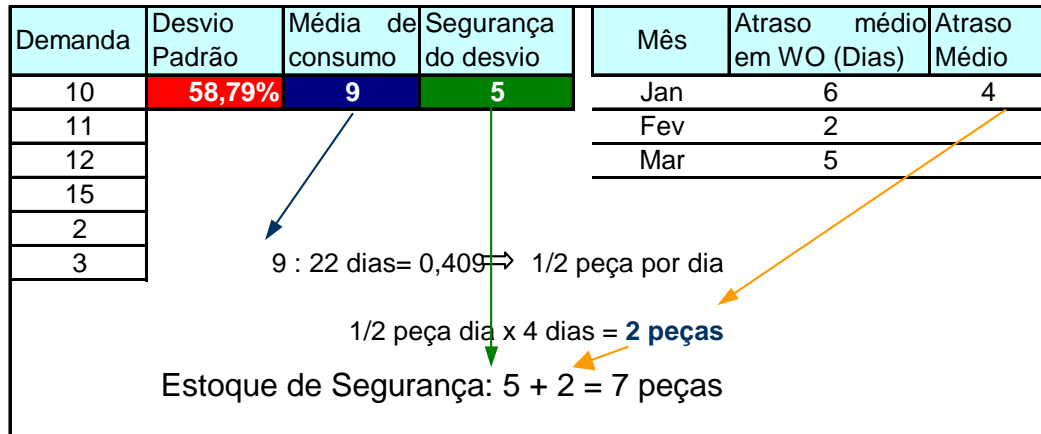 Demanda Desvio Padrão Média de consumo Segurança do desvio
10 58,79% 9 5
11
12
15
2
3
Mês Atraso médio em WO (Dias) Atraso Médio
Jan 6 4
Fev 2
Mar 5
9 : 22 dias= 0,409⇒ 1/2 peça por dia
1/2 peça dia x 4 dias = 2 peças
Estoque de Segurança: 5 + 2 = 7 peças